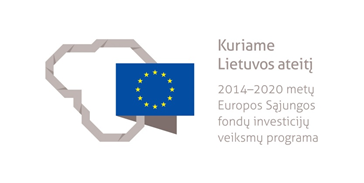 Kuriame
Lietuvos ateitį
2014–2020 metų
Europos Sąjungos
fondų investicijų
veiksmų programa